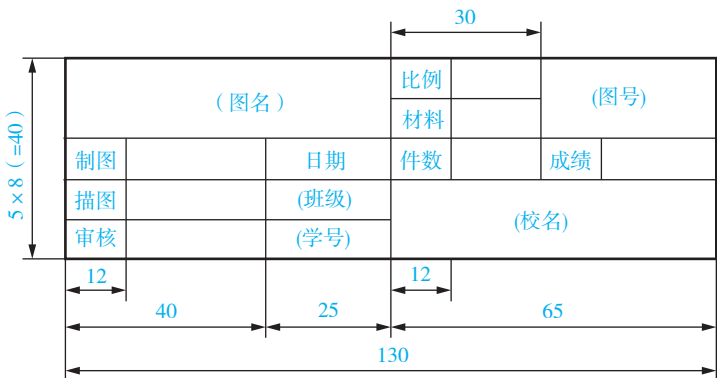 30
比例
(图名)
(图号)
材料
制图 日期 件数 成绩
描图 (班级)
(校名)
审核 (学号)
5×8(=40)
12 12
40 25 65
130